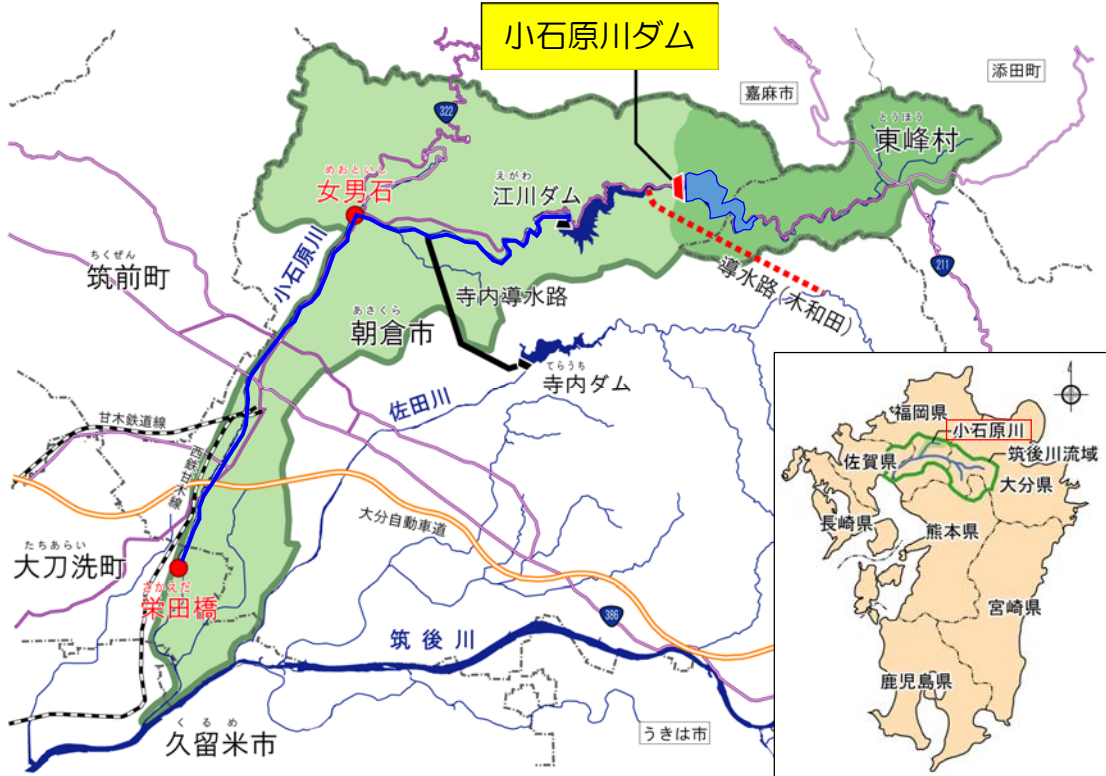 小石原川ダム
嘉麻市
添田町
322
とうほう
東峰村
めおといし
女男石
えがわ
江川ダム
小石原川
ちくぜん
筑前町
寺内導水路
導水路(木和田)
211
あさくら
朝倉市
てらうち
寺内ダム
佐田川
甘木鉄道線
西鉄甘木線
大分自動車道
たちあらい
大刀洗町
さかえだ
栄田橋
386
筑後川
くるめ
久留米市
うきは市
福岡県
小石原川
佐賀県
筑後川流域
大分県
長崎県
熊本県
宮崎県
鹿児島県